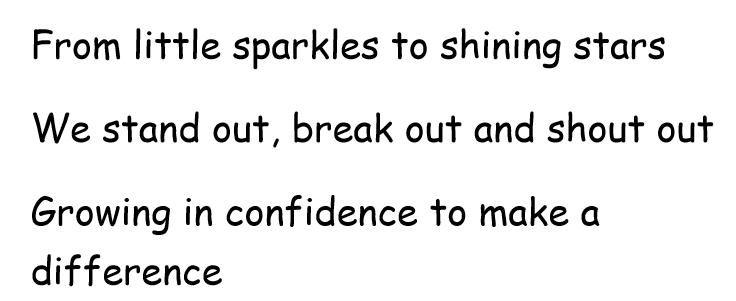 From little sparkles to shining stars
We stand out, break out and shout out
Growing in confidence to make a
difference